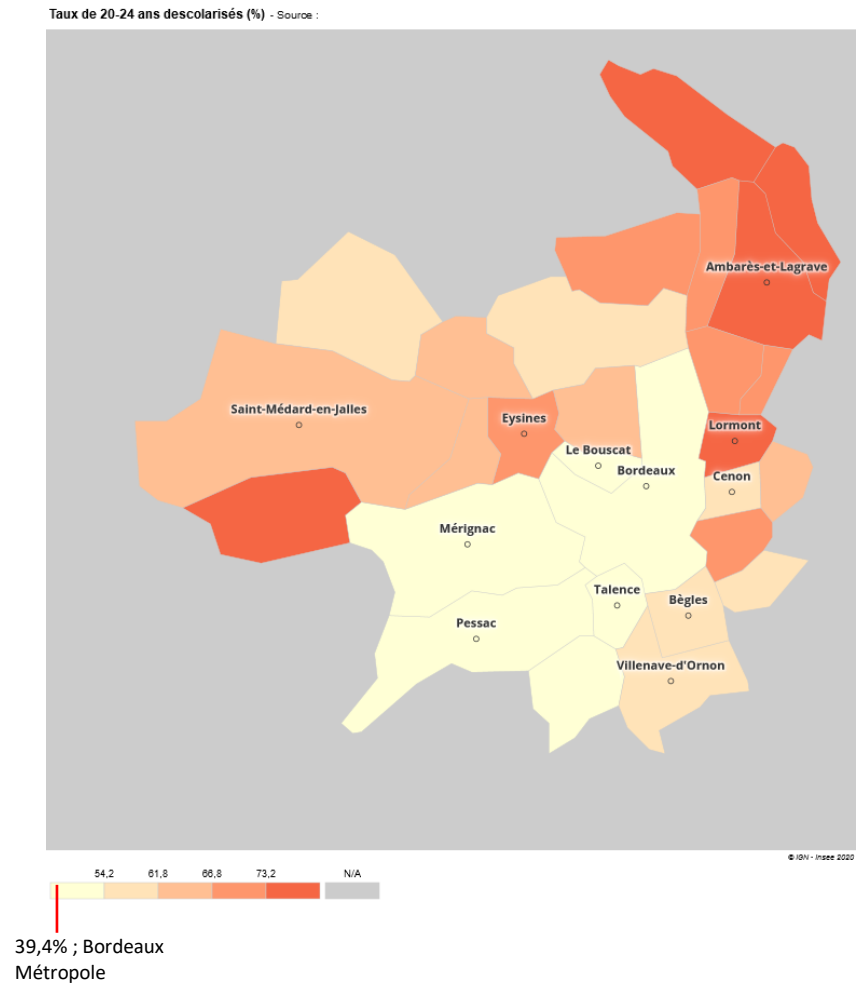 Taux de 20-24 ans descolarisés (%) - Source :
Ambarès-et-Lagrave
Saint-Médard-en-Jalles
Eysines
Lormont
Le Bouscat
Bordeaux
Cenon
Mérignac
Talence
Bègles
Pessac
Villenave-d'Ornon
© IGN - Insee 2020
54,2 61,8 66,8 73,2 N/A
39,4% ; Bordeaux
Métropole